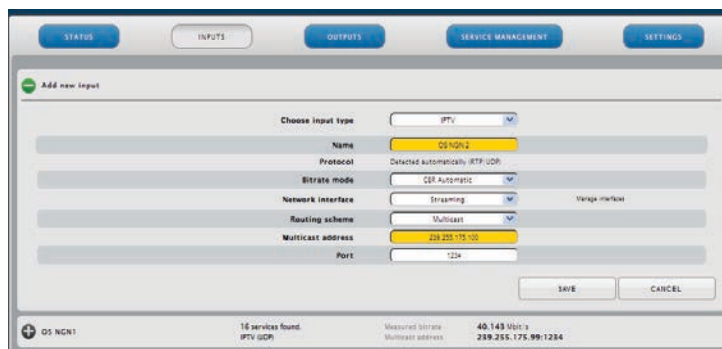 STATUS INPUTS OUTPUTS SERVICE MANAGEMENT SETTINGS
Add new input
Choose input type IPTV
Name OS NGN 2
Protocol Detected automatically (RTP/UDP)
Bitrate mode CBR Automatic
Network interface Streaming Manage interfaces
Routing scheme Multicast
Multicast address 239.255.175.100
Port 1234
SAVE CANCEL
OS NGN1 16 services found. Measured bitrate 40.143 Mbit/s
IPTV (UDP) Multicast address 239.255.175.99:1234